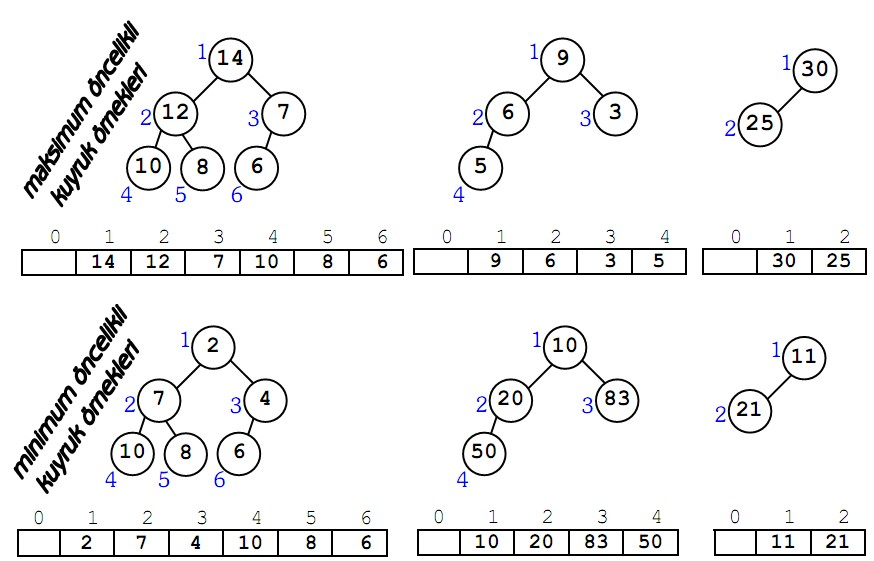 maksimum öncelikli
kuyruk örnekleri
1 14
2 12 3 7
10 8 6
4 5 6
0 1 2 3 4 5 6
14 12 7 10 8 6
1 9
2 6 3 3
5
4
0 1 2 3 4
9 6 3 5
1 30
2 25
0 1 2
30 25
minimum öncelikli
kuyruk örnekleri
1 2
2 7 3 4
10 8 6
4 5 6
0 1 2 3 4 5 6
2 7 4 10 8 6
1 10
2 20 3 83
50
4
0 1 2 3 4
10 20 83 50
1 11
2 21
0 1 2
11 21